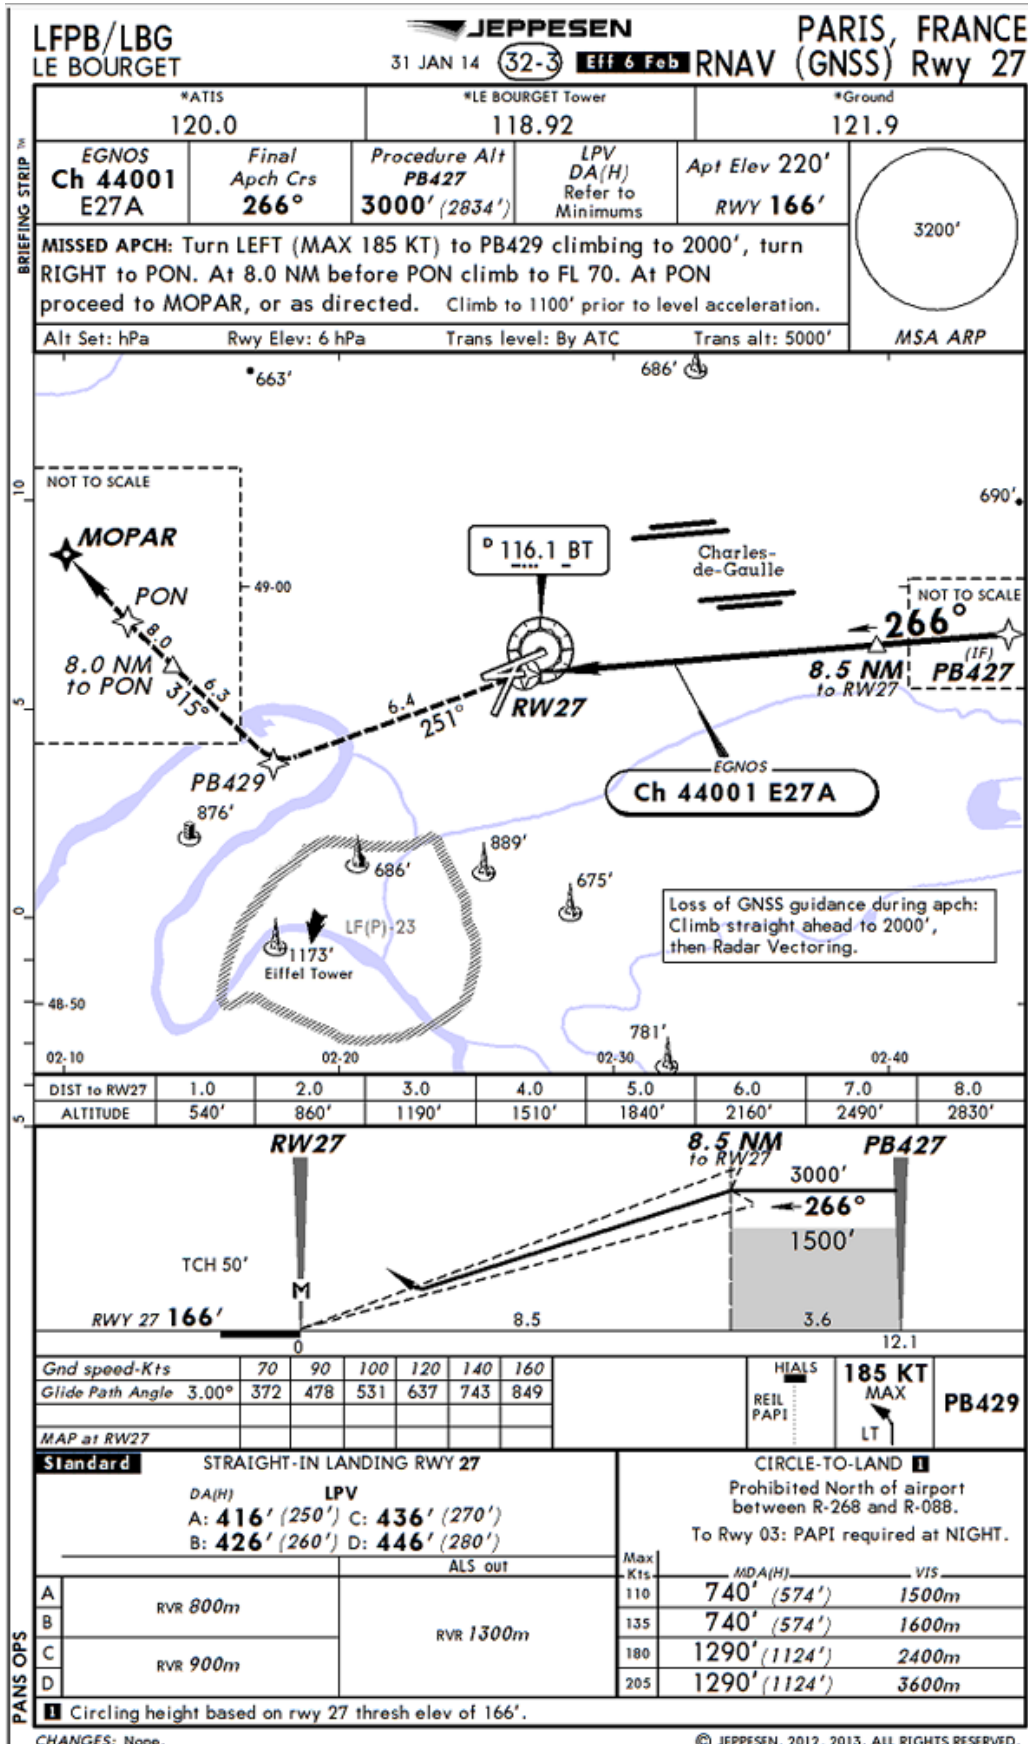 LFPB/LBG
LE BOURGET
JEPPESEN
31 JAN 14 32-3 Eff 6 Feb
PARIS, FRANCE
RNAV (GNSS) Rwy 27
BRIEFING STRIP TM
*ATIS
120.0
*LE BOURGET Tower
118.92
*Ground
121.9
EGNOS
Ch 44001
E27A
Final
Apch Crs
266°
Procedure Alt
PB427
3000' (2834')
LPV
DA(H)
Refer to
Minimums
Apt Elev 220'
RWY 166'
3200'
MSA ARP
MISSED APCH: Turn LEFT (MAX 185 KT) to PB429 climbing to 2000', turn
RIGHT to PON. At 8.0 NM before PON climb to FL 70. At PON
proceed to MOPAR, or as directed. Climb to 1100' prior to level acceleration.
Alt Set: hPa Rwy Elev: 6 hPa Trans level: By ATC Trans alt: 5000'
663'
686'
NOT TO SCALE
10
690'
MOPAR
D 116.1 BT
Charles-
de-Gaulle
49-00
PON
NOT TO SCALE
266°
8.0
8.0 NM
to PON
6.3
315°
(IF)
PB427
8.5 NM
to RW27
5
6.4
251°
RW27
PB429
EGNOS
Ch 44001 E27A
876'
889'
686'
675'
0
LF(P)-23
Loss of GNSS guidance during apch:
Climb straight ahead to 2000',
then Radar Vectoring.
1173'
Eiffel Tower
48-50
781'
02-10 02-20 02-30 02-40
DIST to RW27 1.0 2.0 3.0 4.0 5.0 6.0 7.0 8.0
ALTITUDE 540' 860' 1190' 1510' 1840' 2160' 2490' 2830'
5
RW27
8.5 NM
to RW27
PB427
3000'
266°
1500'
TCH 50'
M
RWY 27 166'
8.5
3.6
0
12.1
Gnd speed-Kts 70 90 100 120 140 160
Glide Path Angle 3.00° 372 478 531 637 743 849
MAP at RW27
HIALS
REIL
PAPI
185 KT
MAX
LT
PB429
Standard STRAIGHT-IN LANDING RWY 27
DA(H) LPV
A: 416' (250') C: 436' (270')
B: 426' (260') D: 446' (280')
ALS out
A
B
C
D
RVR 800m
RVR 900m
RVR 1300m
CIRCLE-TO-LAND 1
Prohibited North of airport
between R-268 and R-088.
To Rwy 03: PAPI required at NIGHT.
Max
Kts MDA(H) VIS
110 740' (574') 1500m
135 740' (574') 1600m
180 1290' (1124') 2400m
205 1290' (1124') 3600m
PANS OPS
1 Circling height based on rwy 27 thresh elev of 166'.
CHANGES: None.
© JEPPESEN, 2012, 2013. ALL RIGHTS RESERVED.